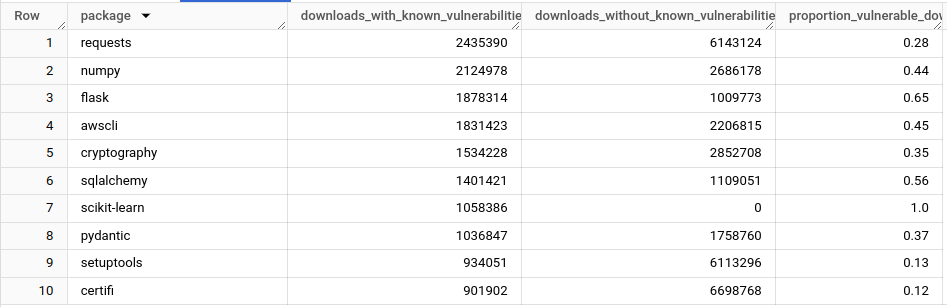 Row package downloads_with_known_vulnerabilitie downloads_without_known_vulnerabilitie proportion_vulnerable_do
1 requests 2435390 6143124 0.28
2 numpy 2124978 2686178 0.44
3 flask 1878314 1009773 0.65
4 awscli 1831423 2206815 0.45
5 cryptography 1534228 2852708 0.35
6 sqlalchemy 1401421 1109051 0.56
7 scikit-learn 1058386 0 1.0
8 pydantic 1036847 1758760 0.37
9 setuptools 934051 6113296 0.13
10 certifi 901902 6698768 0.12